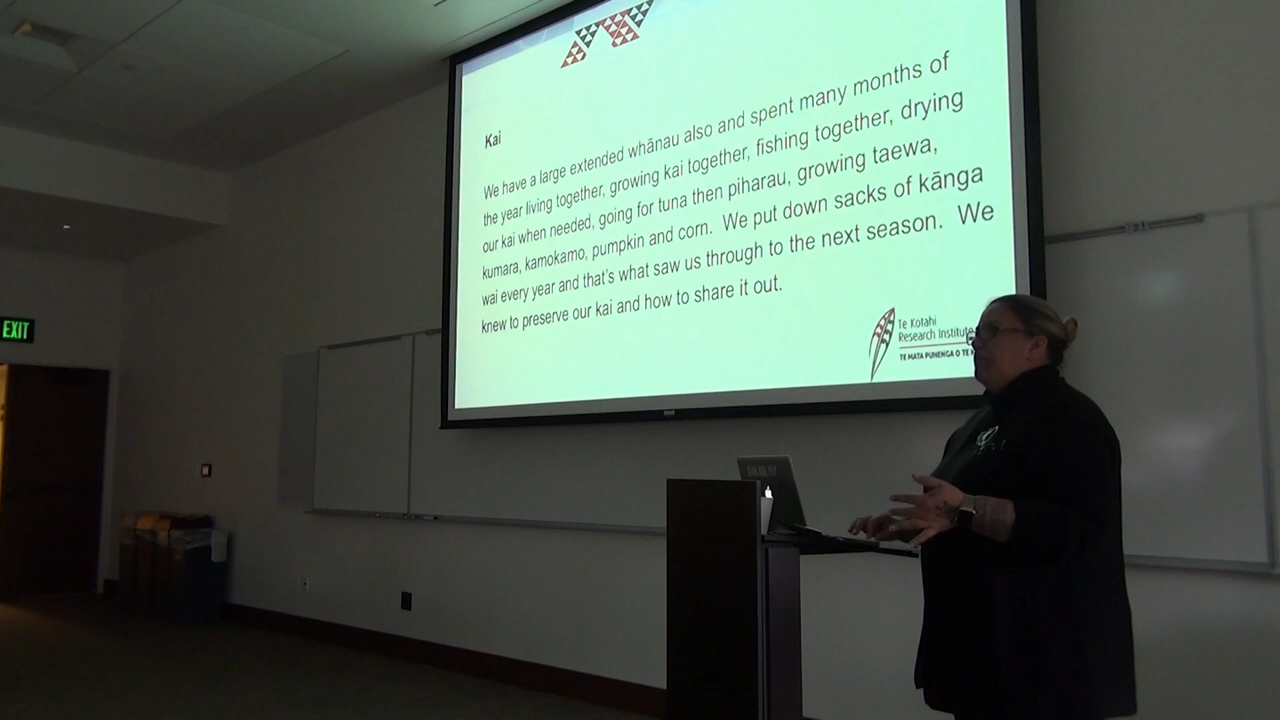 Kai
We have a large extended whānau also and spent many months of
the year living together, growing kai together, fishing together, drying
our kai when needed, going for tuna then piharau, growing taewa,
kumara, kamokamo, pumpkin and corn. We put down sacks of kānga
wai every year and that's what saw us through to the next season. We
knew to preserve our kai and how to share it out.
Te Kotahi
Research Institute
TE MATA PUNENGA O TE
EXIT